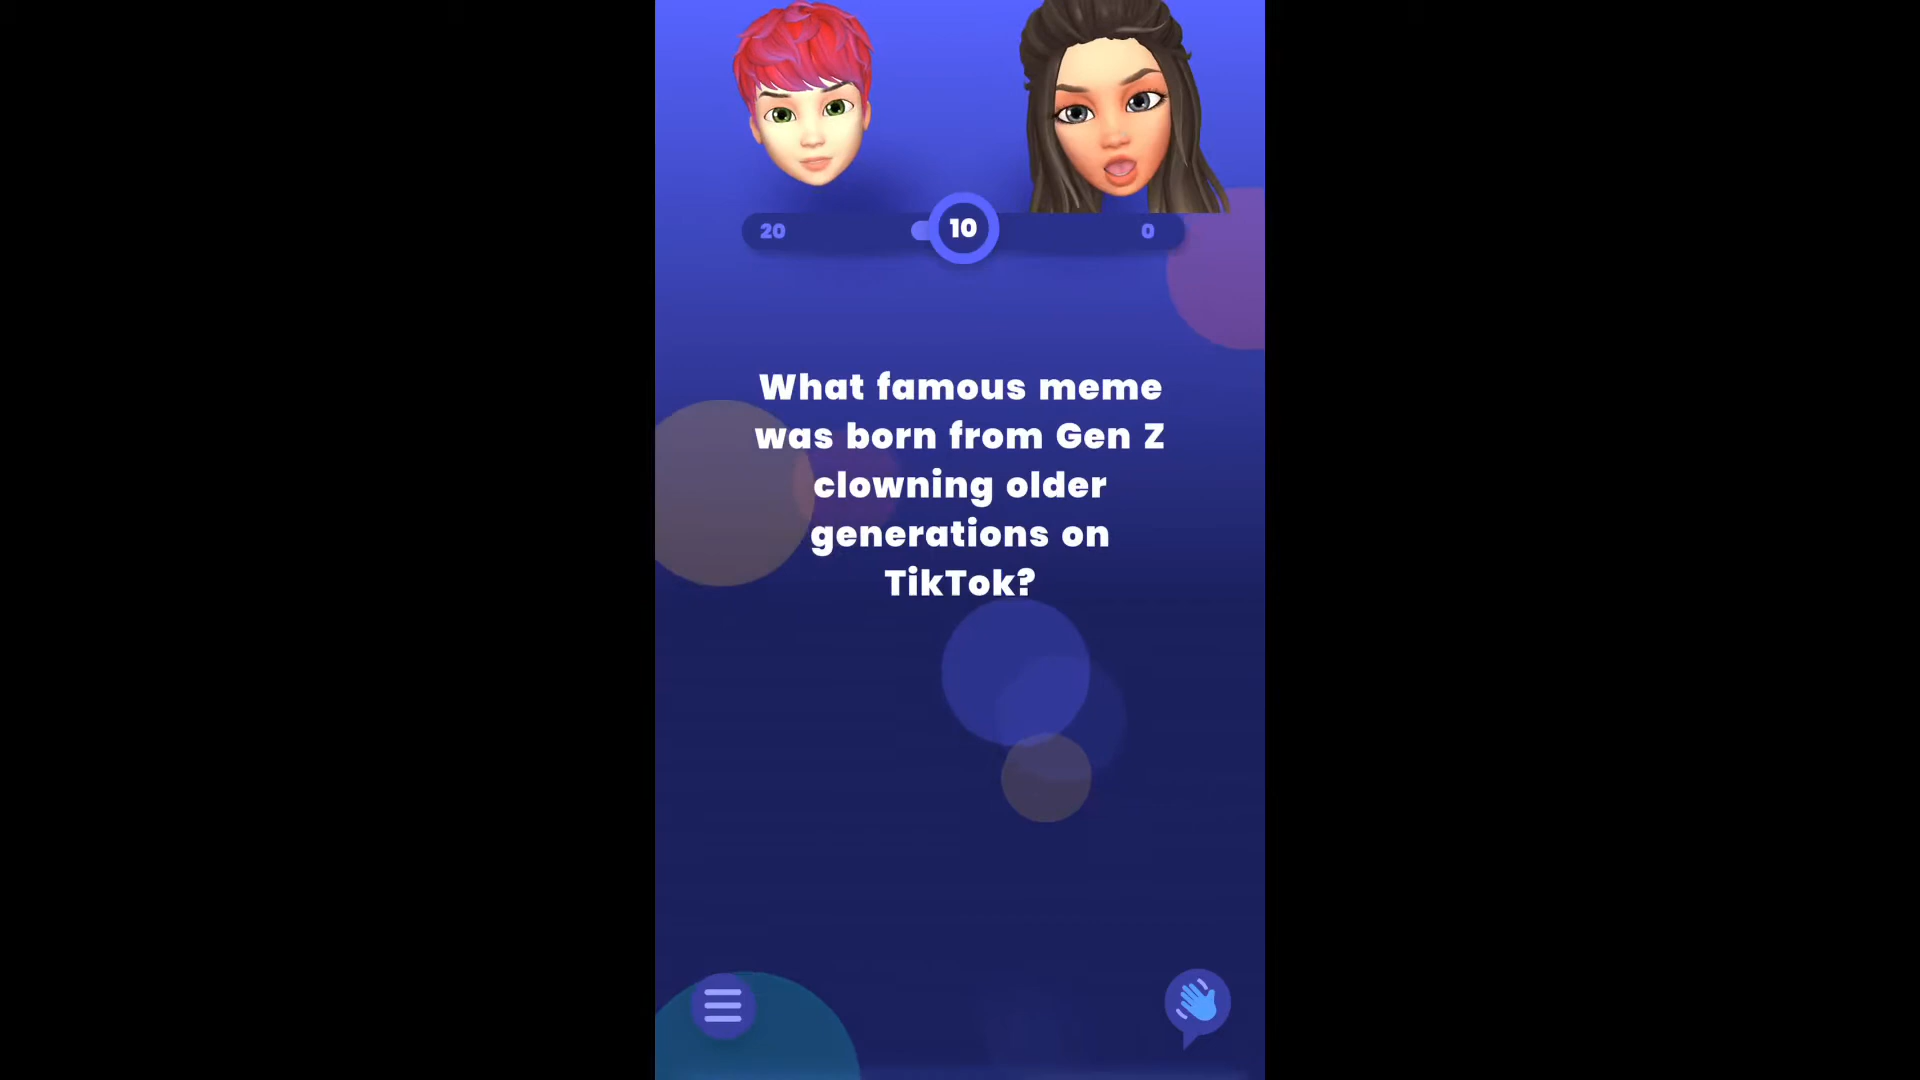 20 10 0
What famous meme
was born from Gen Z
clowning older
generations on
TikTok?